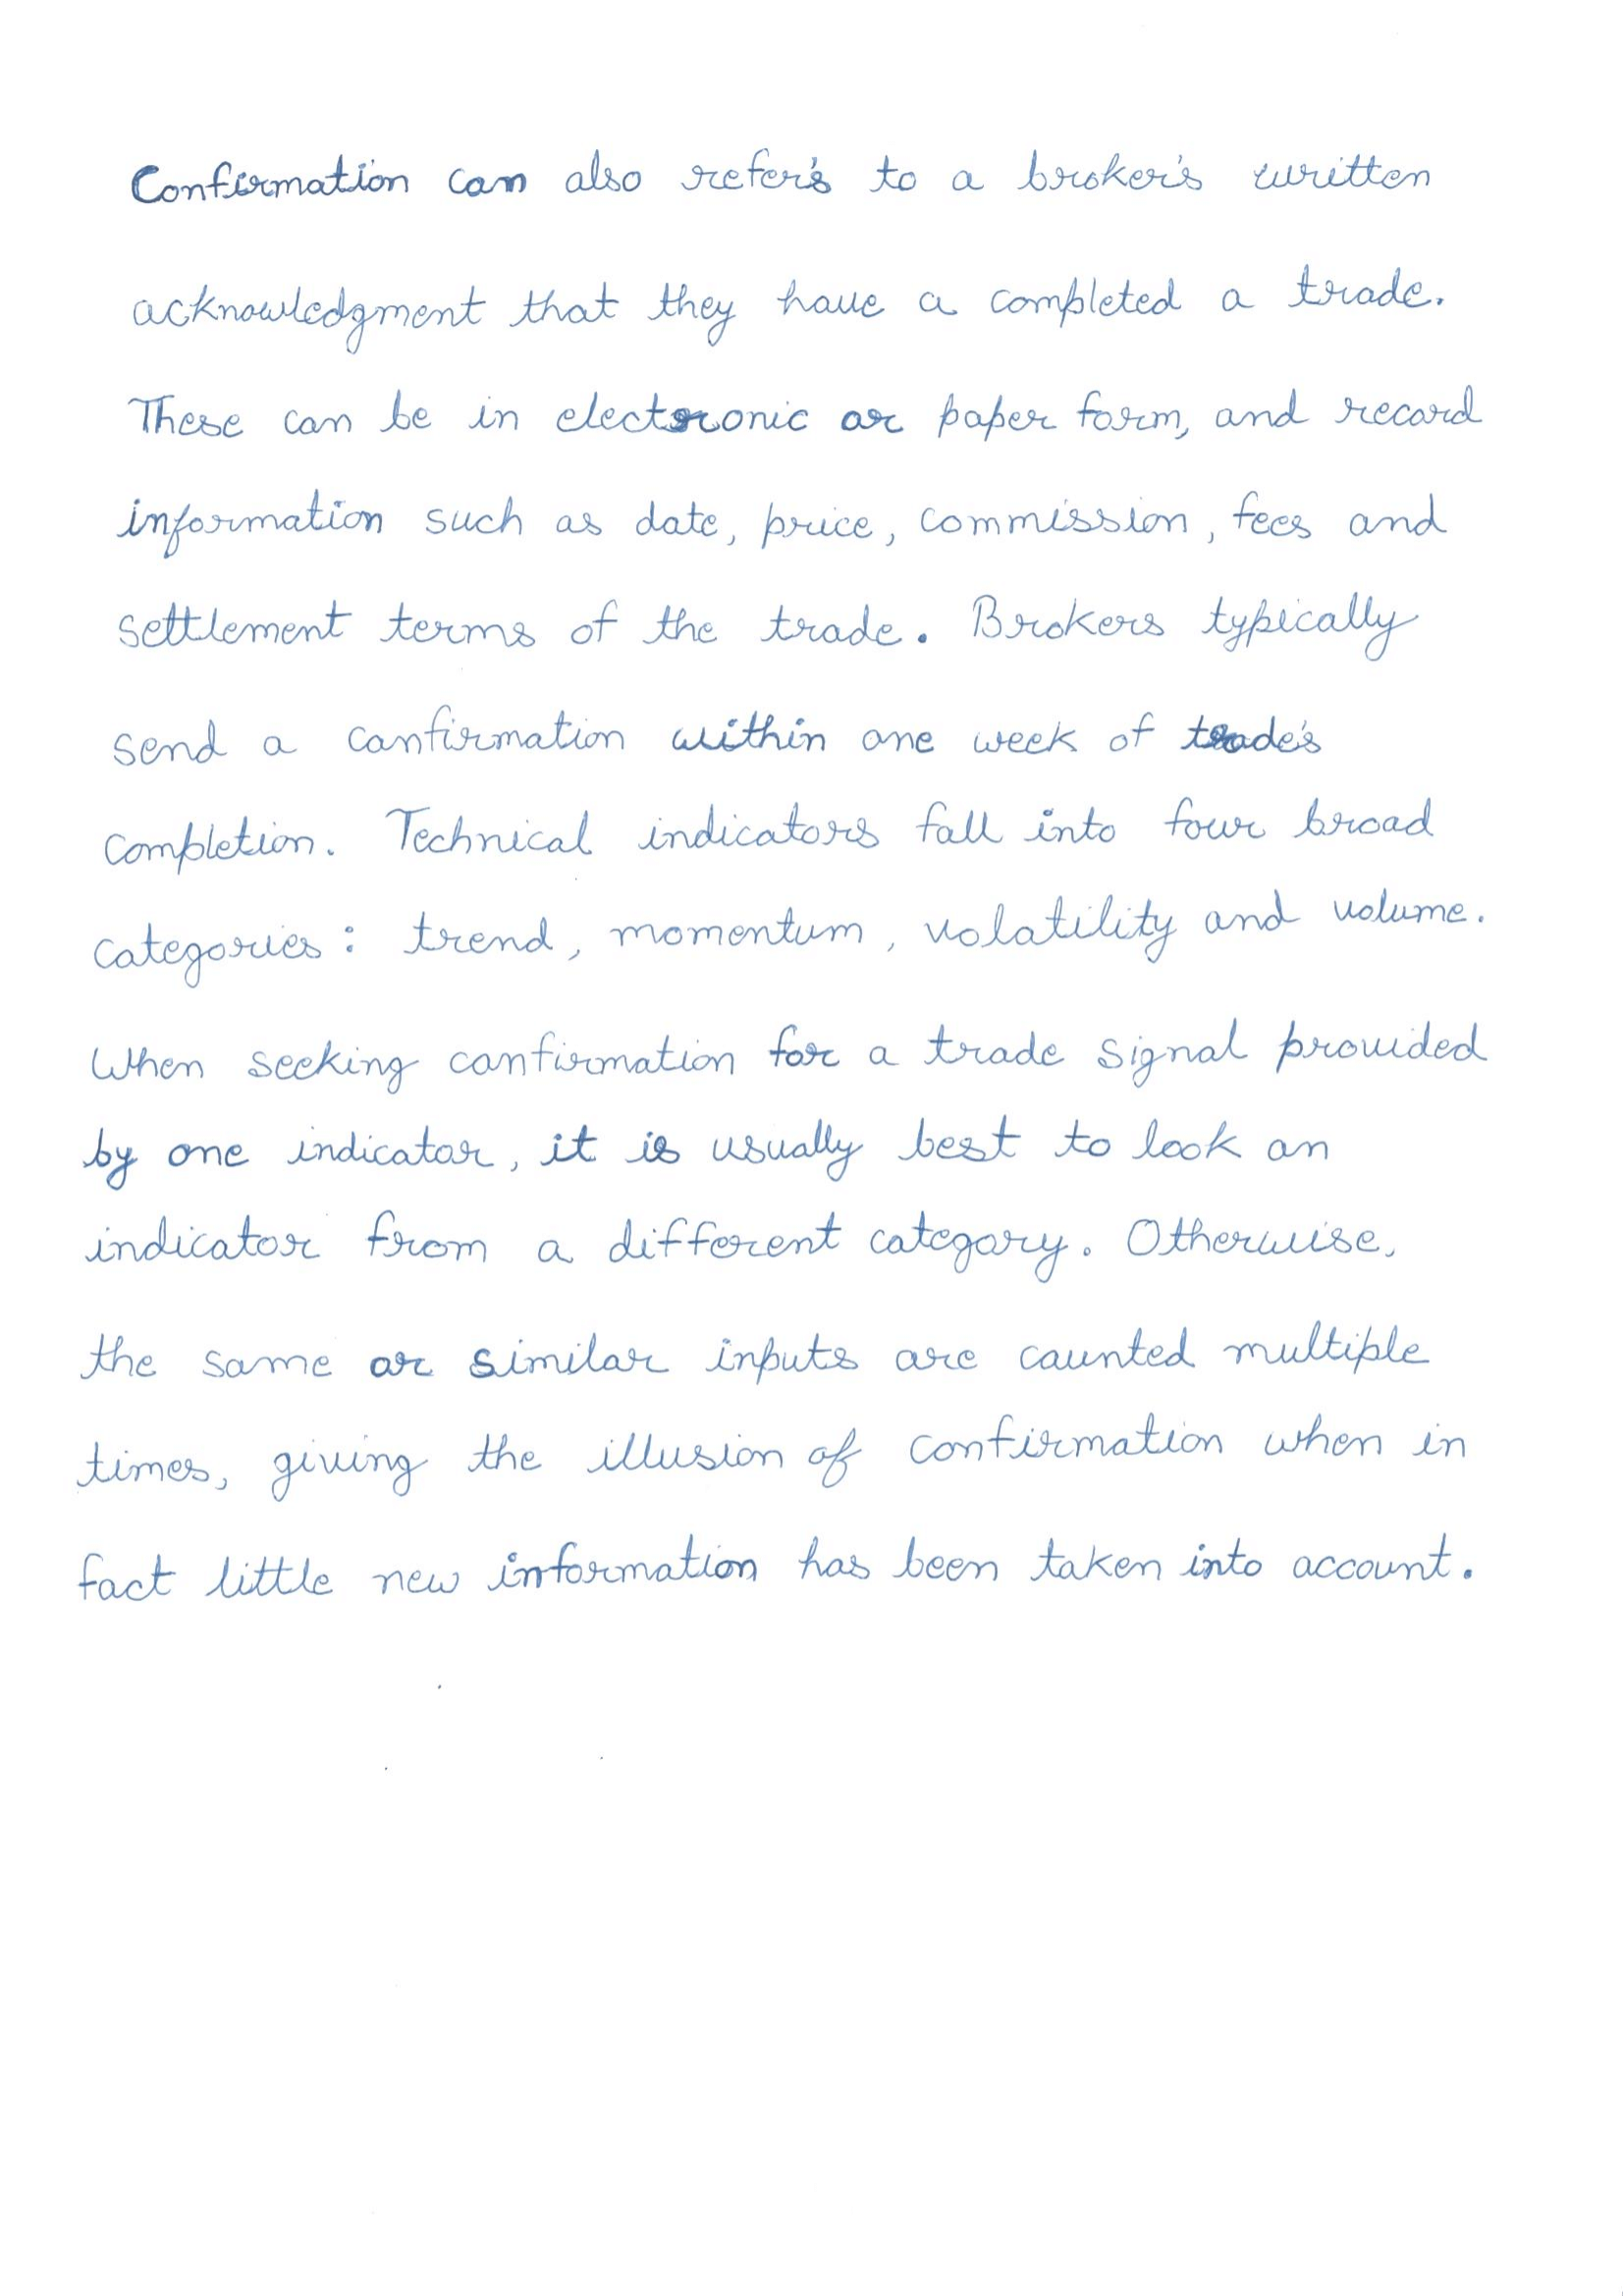 Confirmation can also refer's to a broker's written
acknowledgment that they have a completed a trade.
These can be in electronic or paper form, and record
information such as date, price, commission, fees and
settlement terms of the trade. Brokers typically
send a confirmation within one week of trade's
completion. Technical indicators fall into four broad
categories: trend, momentum, volatility and volume.
When seeking confirmation for a trade signal provided
by one indicator, it is usually best to look an
indicator from a different category. Otherwise,
the same or similar inputs are counted multiple
times, giving the illusion of confirmation when in
fact little new information has been taken into account.